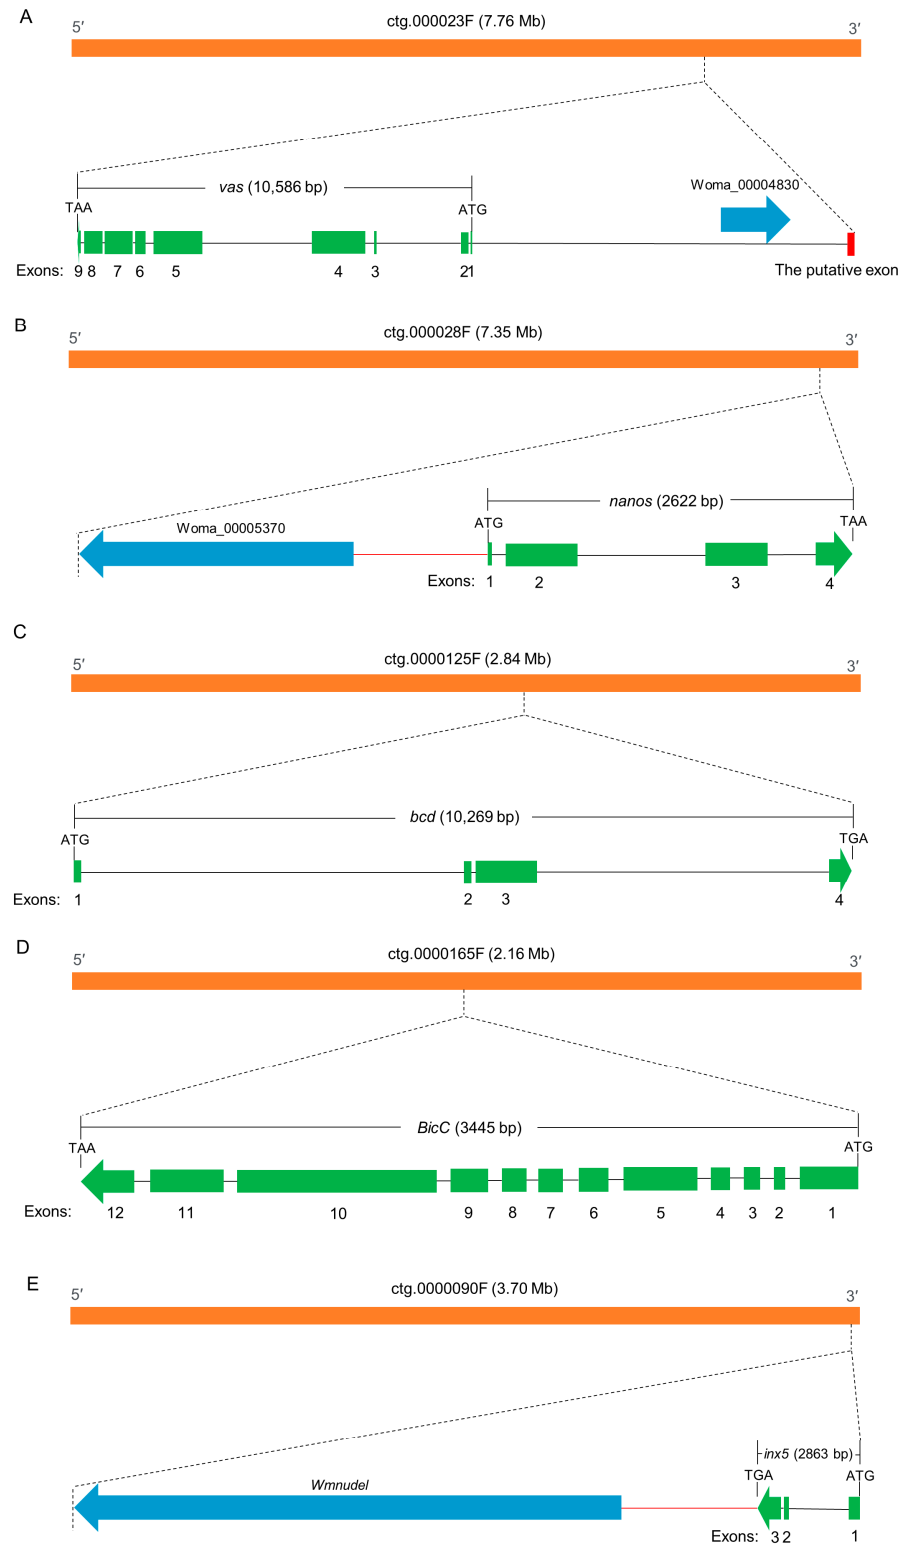 A
ctg.000023F (7.76 Mb)
5′ 3′
vas (10,586 bp)
Woma_00004830
TAA ATG
Exons: 9 8 7 6 5 4 3 21 The putative exon
B
ctg.000028F (7.35 Mb)
5′ 3′
nanos (2622 bp)
Woma_00005370
ATG TAA
Exons: 1 2 3 4
C
ctg.0000125F (2.84 Mb)
5′ 3′
bcd (10,269 bp)
ATG TGA
Exons: 1 2 3 4
D
ctg.0000165F (2.16 Mb)
5′ 3′
BicC (3445 bp)
TAA ATG
Exons: 12 11 10 9 8 7 6 5 4 3 2 1
E
ctg.0000090F (3.70 Mb)
5′ 3′
inx5 (2863 bp)
TGA ATG
Wmnudel
Exons: 3 2 1